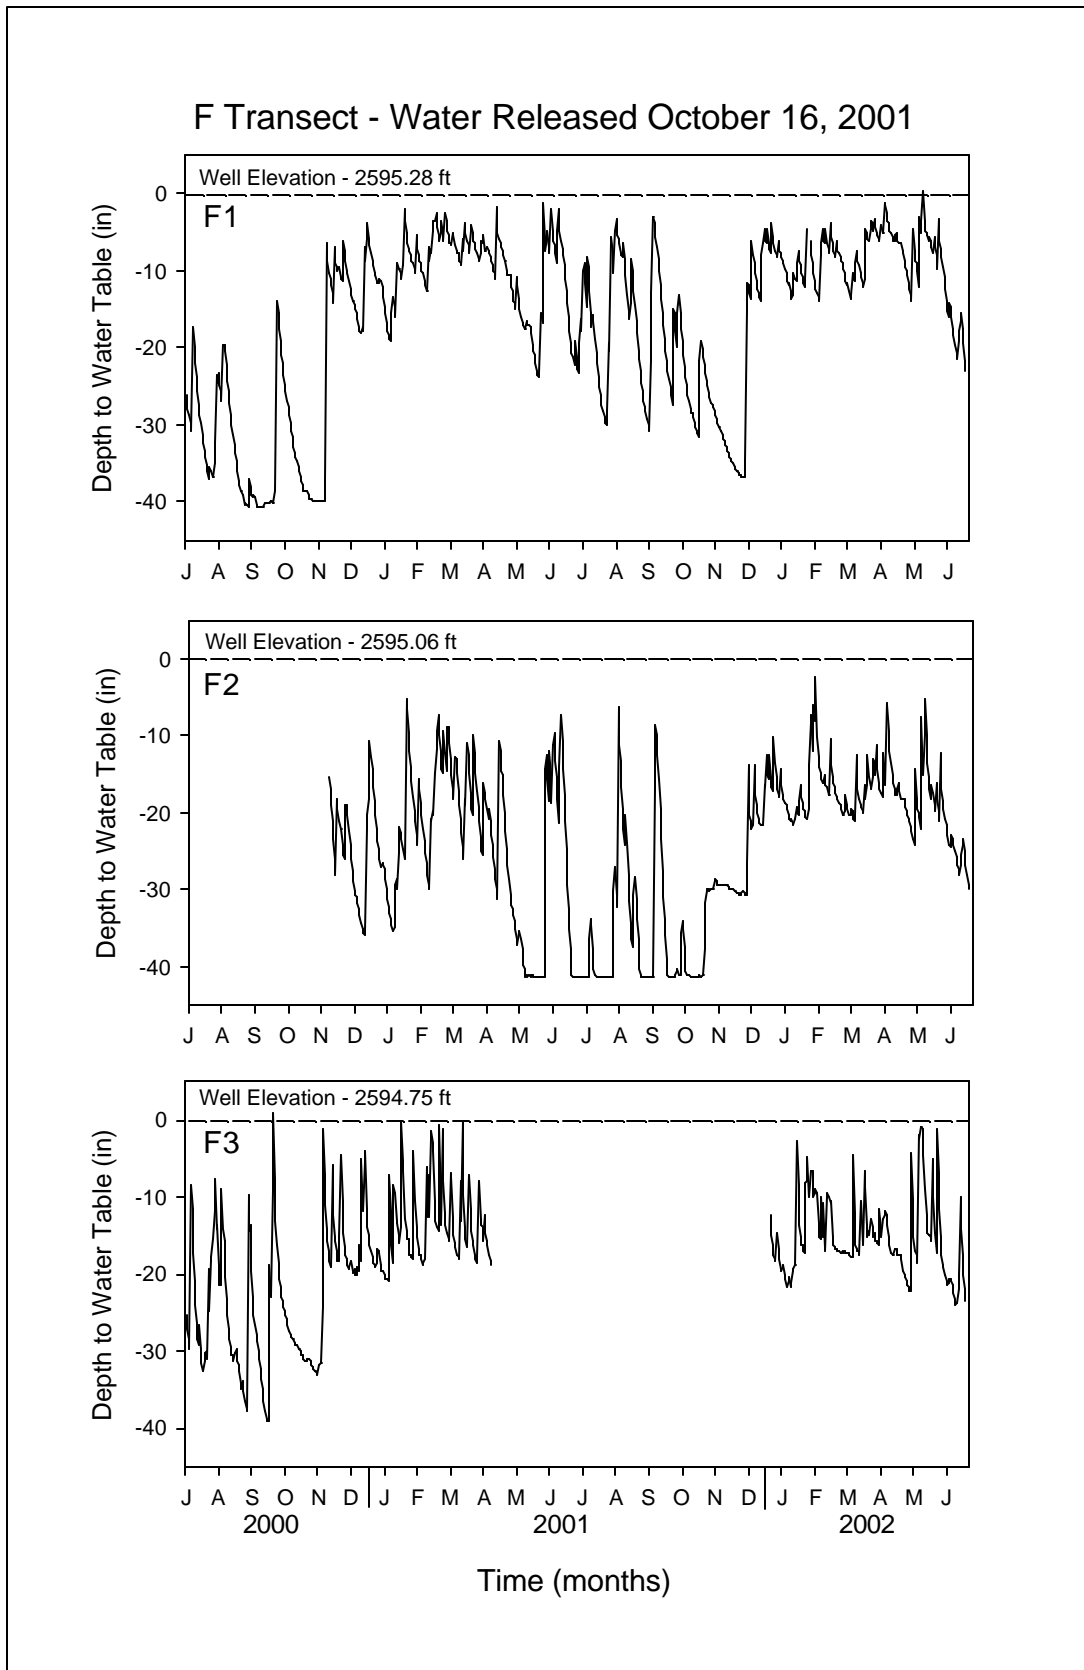 F Transect - Water Released October 16, 2001
Well Elevation - 2595.28 ft
F1
Depth to Water Table (in)
0
-10
-20
-30
-40
J A S O N D J F M A M J J A S O N D J F M A M J
Well Elevation - 2595.06 ft
F2
Depth to Water Table (in)
0
-10
-20
-30
-40
J A S O N D J F M A M J J A S O N D J F M A M J
Well Elevation - 2594.75 ft
F3
Depth to Water Table (in)
0
-10
-20
-30
-40
J A S O N D J F M A M J J A S O N D J F M A M J
2000 2001 2002
Time (months)